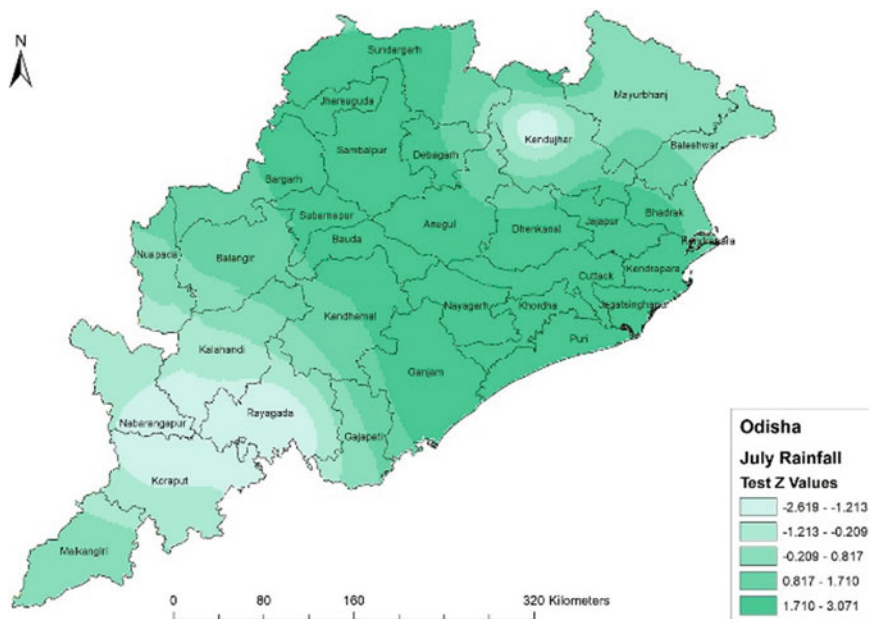 N
Sundargarh
Jharsuguda
Mayurbhanj
Kendujhar
Sambalpur
Debagarh
Baleshwar
Bargarh
Subarnapur
Anugul
Dhenkanal
Jajapur
Bhadrak
Bauda
Nuapada
Balangir
Cuttack
Kendrapara
Kendrapara
Kandhamal
Nayagarh
Khordha
Jagatsinghapur
Puri
Kalahandi
Ganjam
Rayagada
Nabarangapur
Gajapati
Koraput
Malkangiri
Odisha
July Rainfall
Test Z Values
-2.619 - -1.213
-1.213 - -0.209
-0.209 - 0.817
0.817 - 1.710
1.710 - 3.071
0 80 160 320 Kilometers